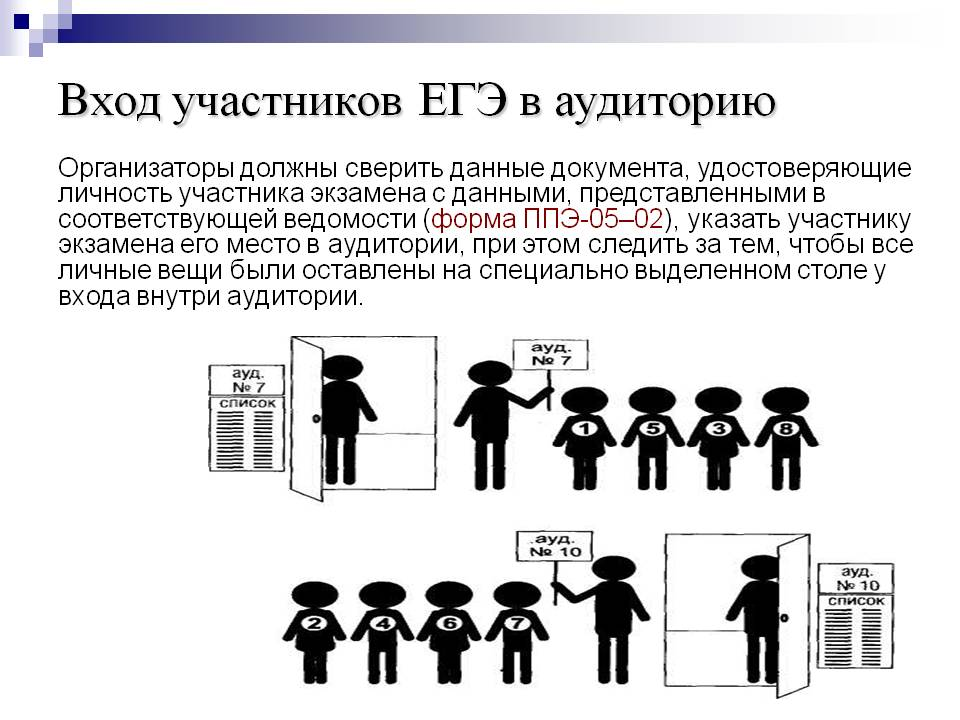 Вход участников ЕГЭ в аудиторию
Организаторы должны сверить данные документа, удостоверяющие
личность участника экзамена с данными, представленными в
соответствующей ведомости (форма ППЭ-05–02), указать участнику
экзамена его место в аудитории, при этом следить за тем, чтобы все
личные вещи были оставлены на специально выделенном столе у
входа внутри аудитории.
ауд.
№ 7
список
ауд.
№ 7
1 5 3 8
2 4 6 7
ауд.
№ 10
ауд.
№ 10
список